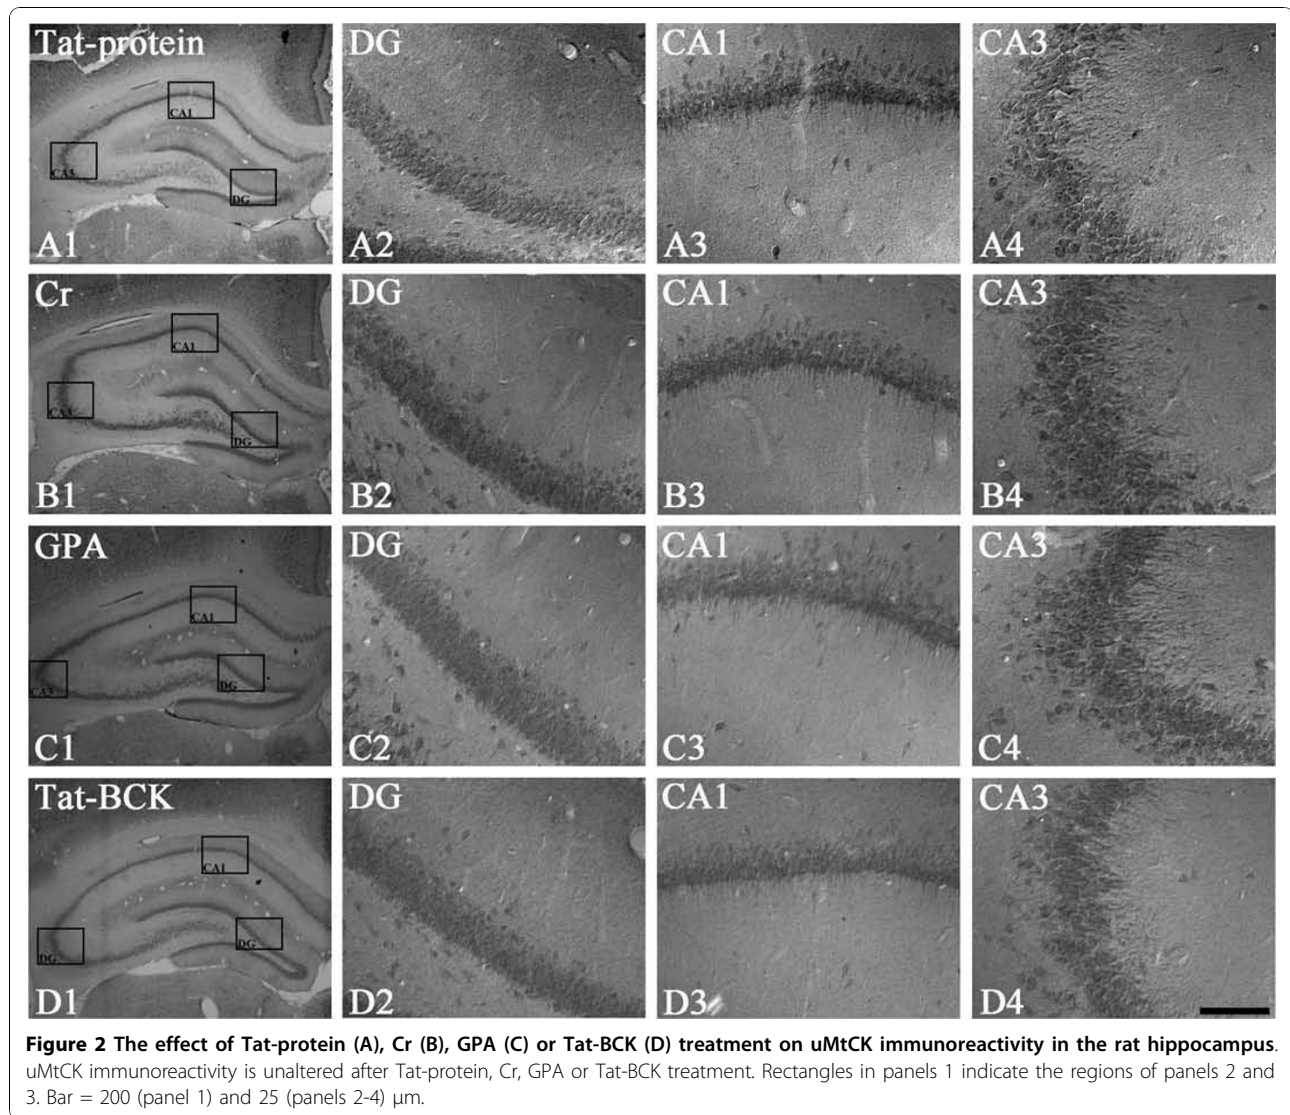 Tat-protein
CA1
CA3
DG
A1
DG
A2
CA1
A3
CA3
A4
Cr
CA1
CA3
DG
B1
DG
B2
CA1
B3
CA3
B4
GPA
CA1
CA3
DG
C1
DG
C2
CA1
C3
CA3
C4
Tat-BCK
CA1
DG
DG
D1
DG
D2
CA1
D3
CA3
D4
Figure 2 The effect of Tat-protein (A), Cr (B), GPA (C) or Tat-BCK (D) treatment on uMtCK immunoreactivity in the rat hippocampus.
uMtCK immunoreactivity is unaltered after Tat-protein, Cr, GPA or Tat-BCK treatment. Rectangles in panels 1 indicate the regions of panels 2 and
3. Bar = 200 (panel 1) and 25 (panels 2-4) μm.